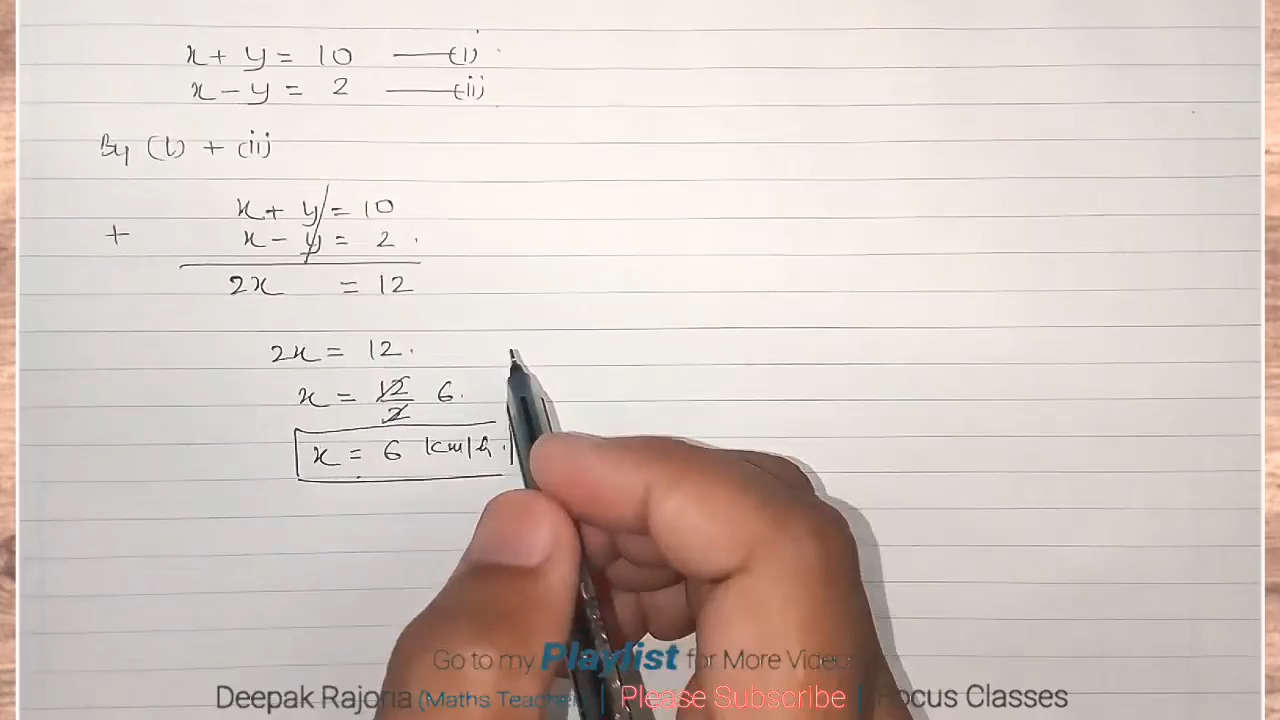 x + y = 10 ——(i)
x - y = 2 ——(ii)
By (i) + (ii)
x + y = 10
+ x - y = 2
2x = 12
2x = 12
x = 12/2 6
x = 6 km/h
Go to my Playlist for More Video
Deepak Rajoria (Maths Teacher) | Please Subscribe | Focus Classes